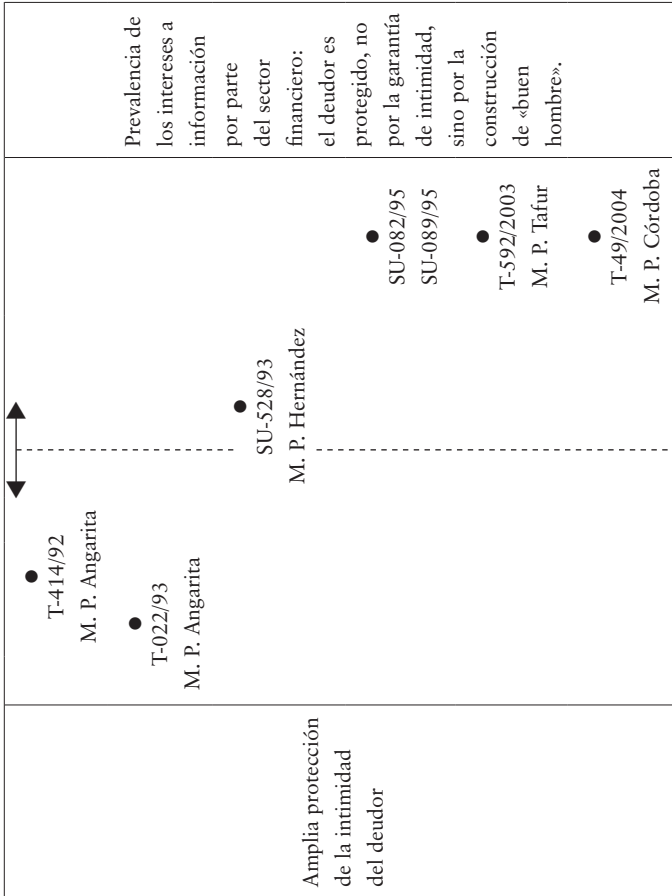 Amplia protección
de la intimidad
del deudor
T-414/92
M. P. Angarita
T-022/93
M. P. Angarita
SU-528/93
M. P. Hernández
SU-082/95
SU-089/95
T-592/2003
M. P. Tafur
T-49/2004
M. P. Córdoba
Prevalencia de
los intereses a
información
por parte
del sector
financiero:
el deudor es
protegido, no
por la garantía
de intimidad,
sino por la
construcción
de «buen
hombre».